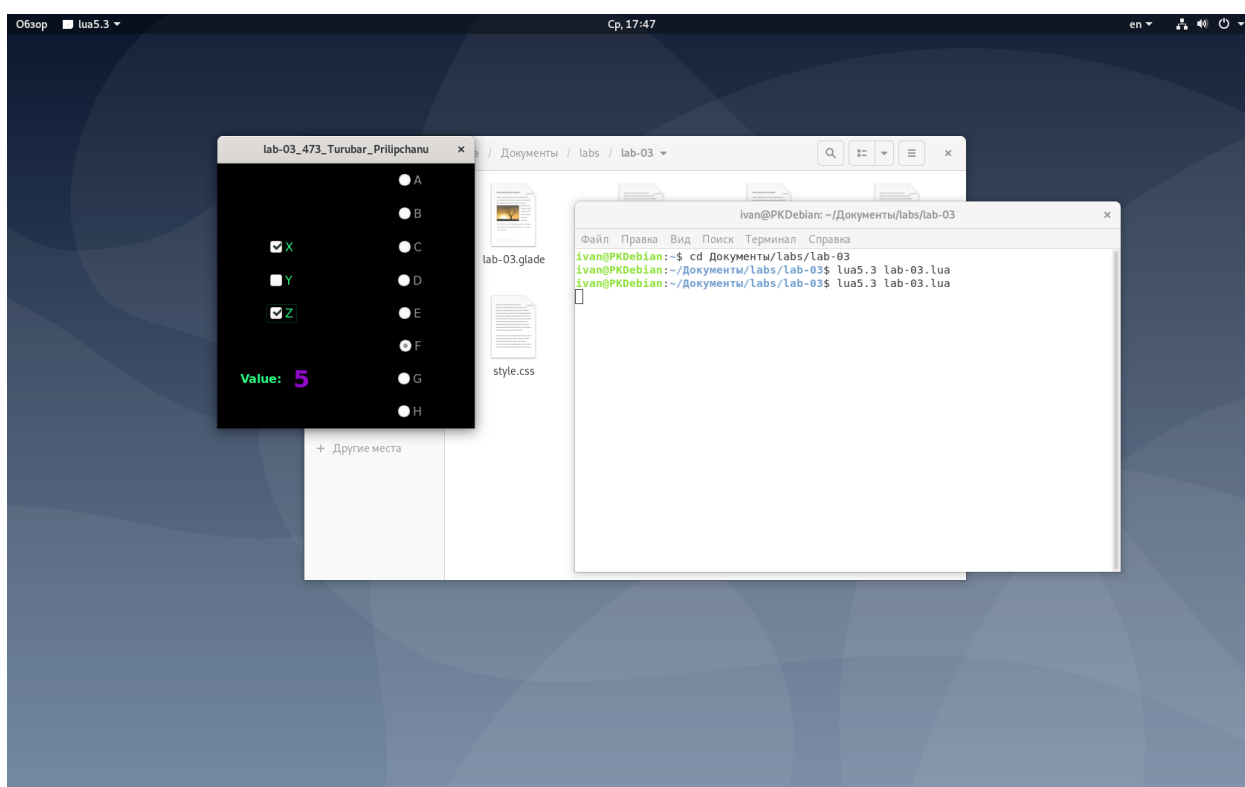 Обзор lua5.3 Ср, 17:47 en
lab-03_473_Turubar_Prilipchanu
/ Документы / labs / lab-03
A
B
X C
Y D
Z E
F
Value: 5 G
H
lab-03.glade
style.css
+ Другие места
ivan@PKDebian: ~/Документы/labs/lab-03
Файл Правка Вид Поиск Терминал Справка
ivan@PKDebian:~$ cd Документы/labs/lab-03
ivan@PKDebian:~/Документы/labs/lab-03$ lua5.3 lab-03.lua
ivan@PKDebian:~/Документы/labs/lab-03$ lua5.3 lab-03.lua